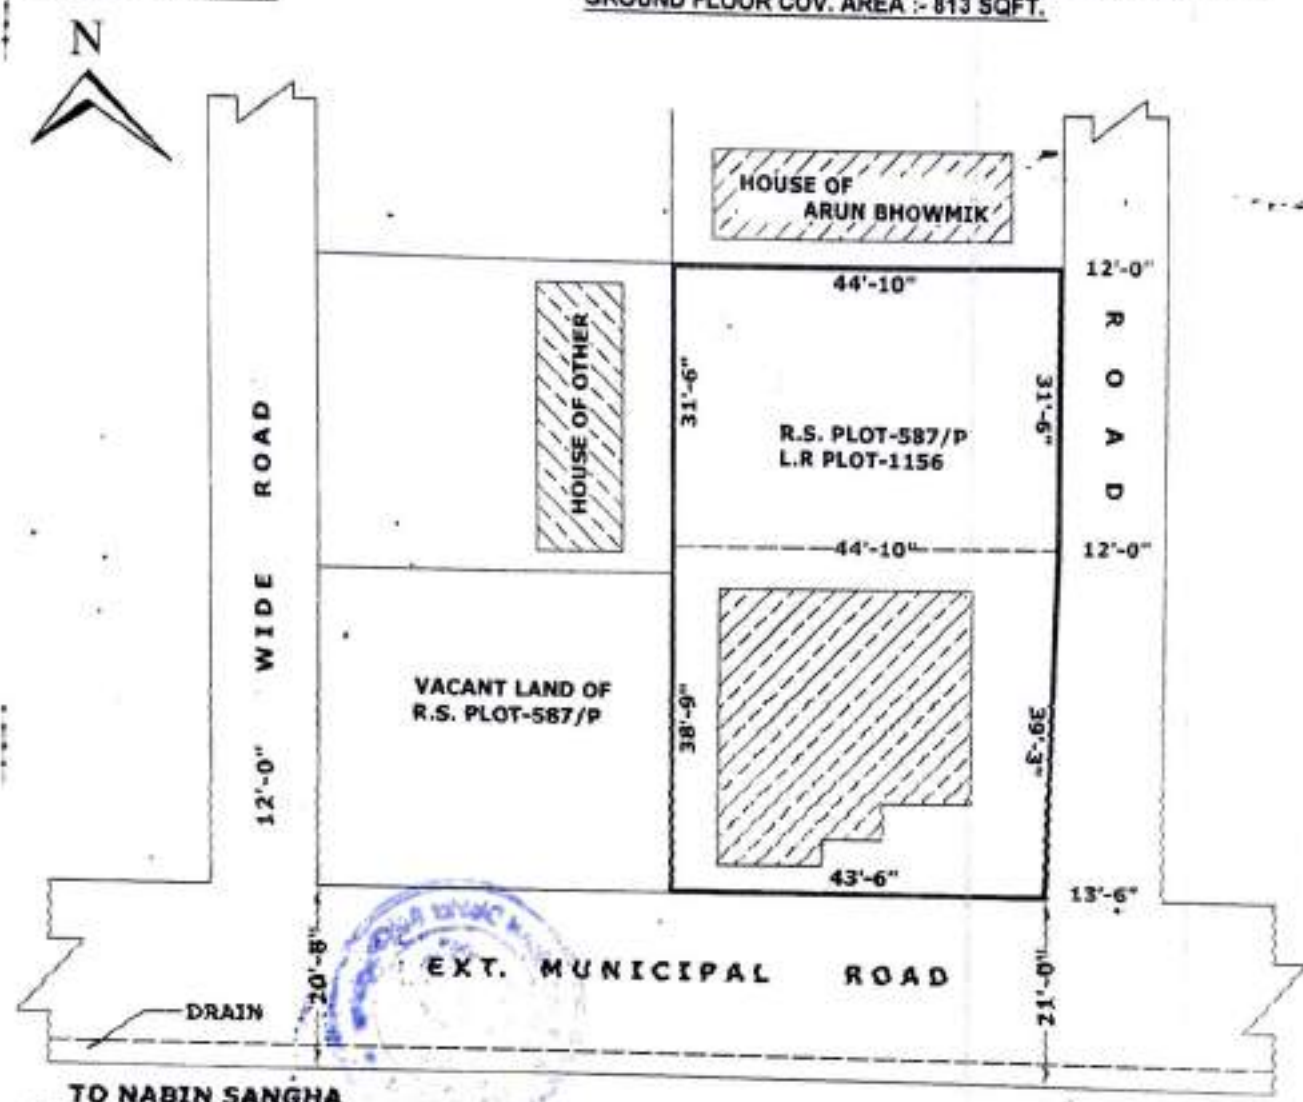 GROUND FLOOR COV. AREA :- 813 SQFT.
N
HOUSE OF
ARUN BHOWMIK
12'-0"
44'-10"
ROAD
HOUSE OF OTHER
31'-6"
31'-6"
R.S. PLOT-587/P
L.R PLOT-1156
44'-10"
12'-0"
12'-0" WIDE ROAD
VACANT LAND OF
R.S. PLOT-587/P
38'-9"
39'-3"
43'-6"
13'-6"
20'-8"
EXT. MUNICIPAL ROAD
21'-0"
DRAIN
TO NABIN SANGHA